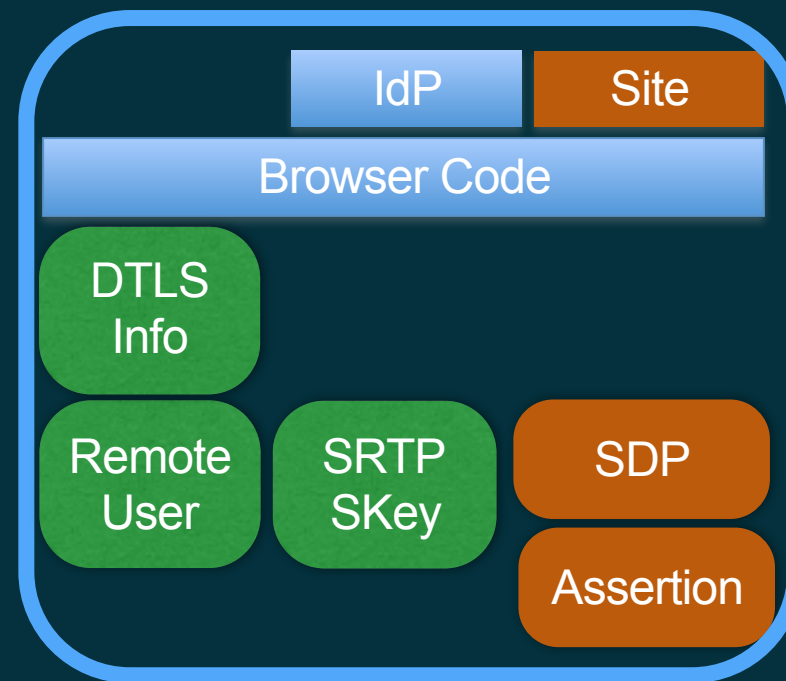 IdP
Site
Browser Code
DTLS
Info
Remote
User
SRTP
SKey
SDP
Assertion